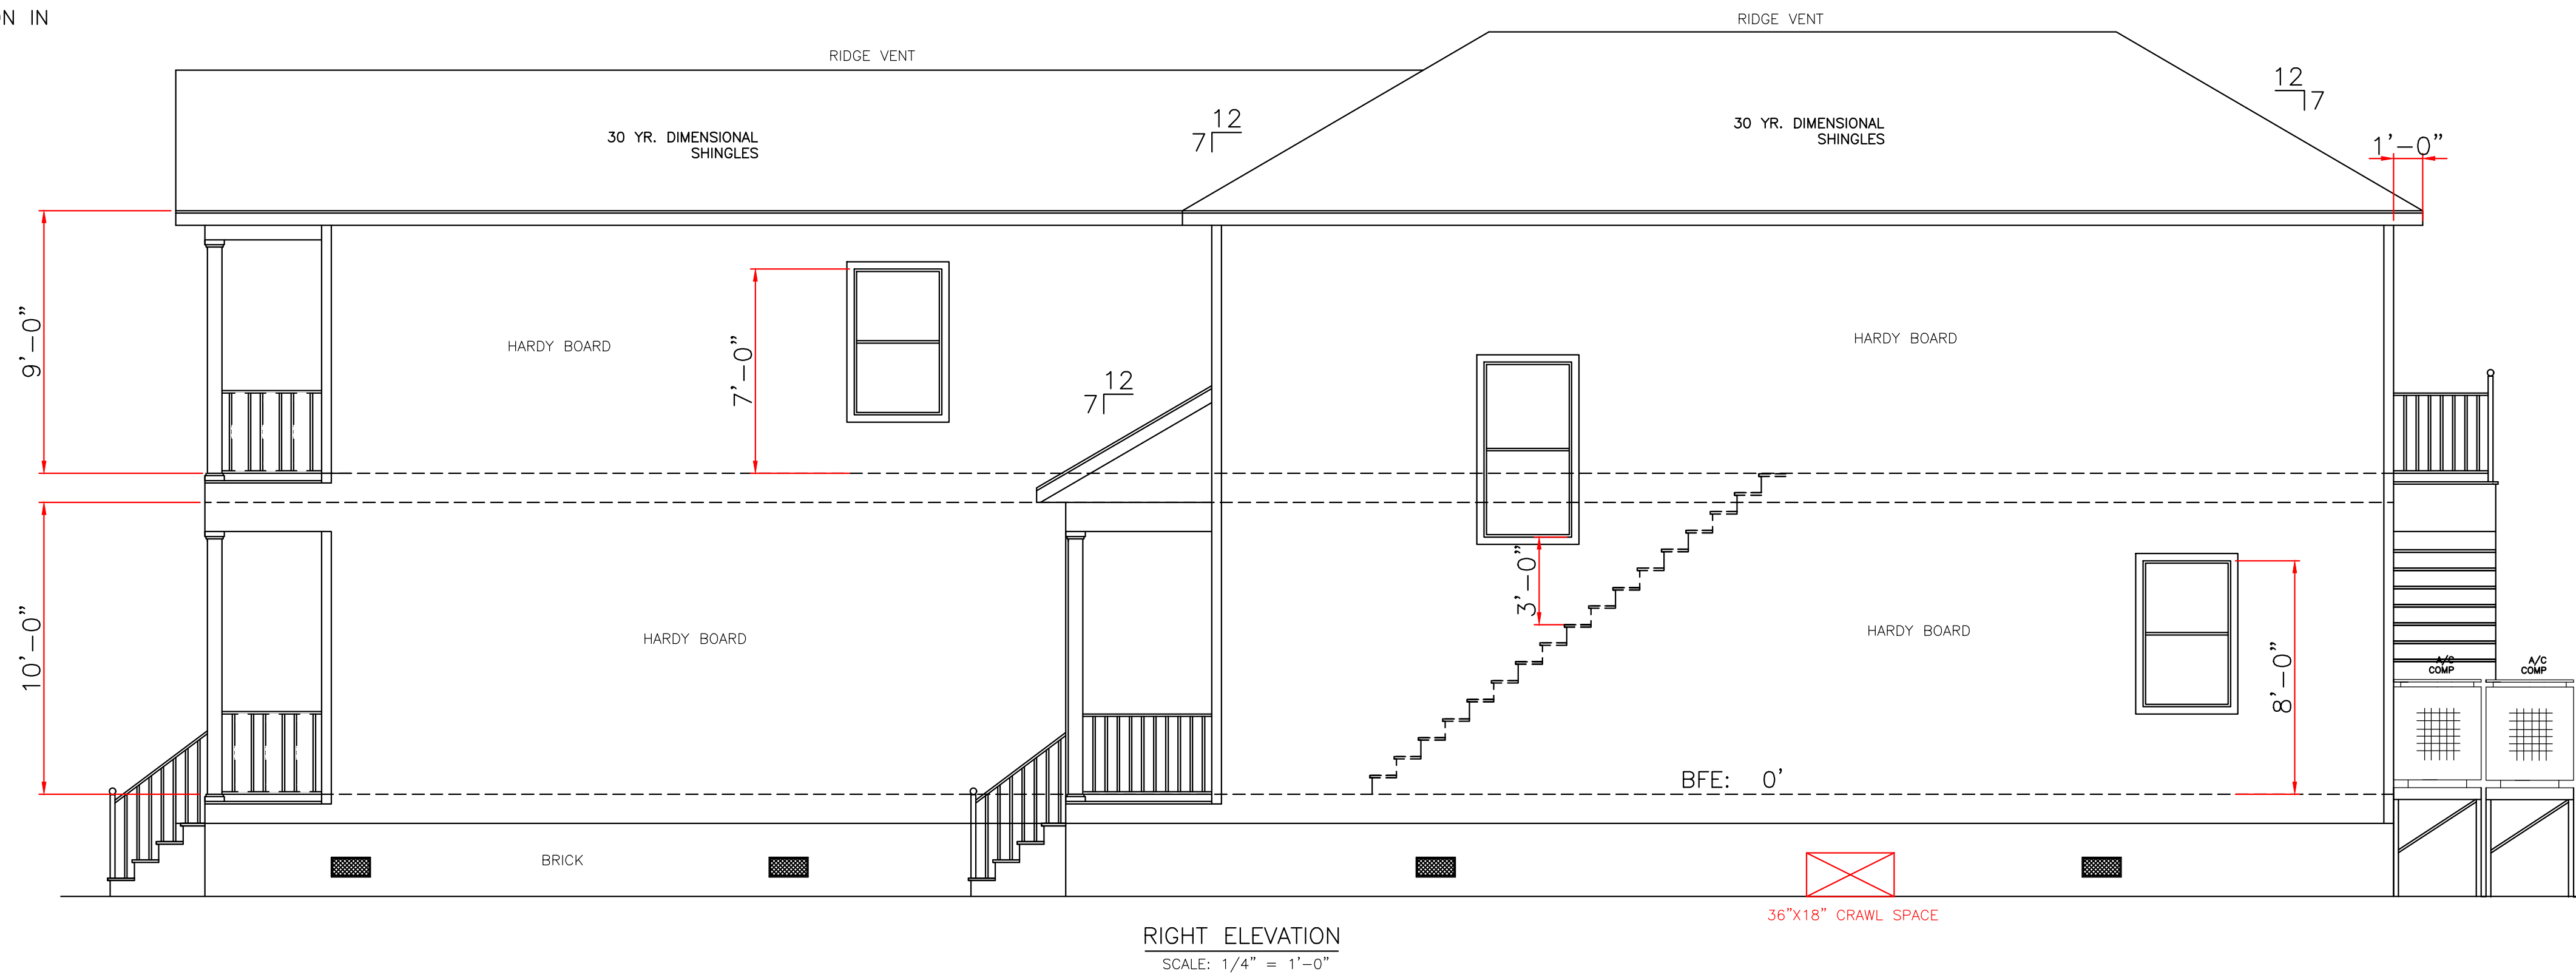 ON IN
RIDGE VENT
RIDGE VENT
12
7
30 YR. DIMENSIONAL
SHINGLES
12
7
30 YR. DIMENSIONAL
SHINGLES
1'-0"
9'-0"
HARDY BOARD
7'-0"
HARDY BOARD
12
7
10'-0"
HARDY BOARD
3'-0"
HARDY BOARD
8'-0"
A/C
COMP
A/C
COMP
BFE: 0'
BRICK
36"X18" CRAWL SPACE
RIGHT ELEVATION
SCALE: 1/4" = 1'-0"